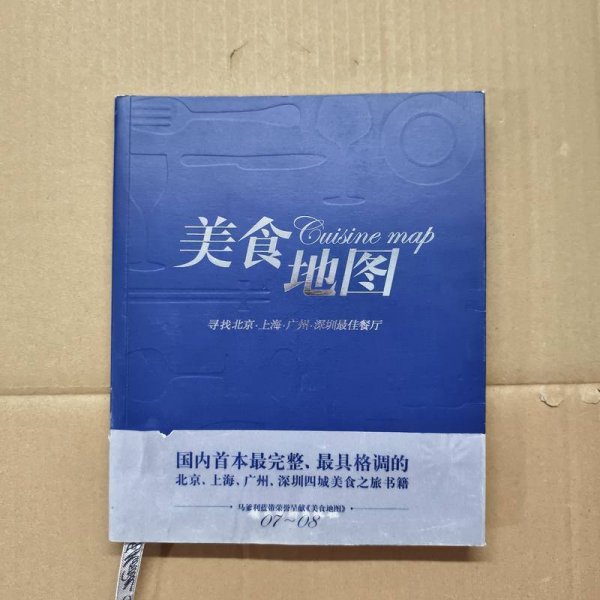 美食 Cuisine map
地图
寻找北京·上海·广州·深圳最佳餐厅
国内首本最完整、最具格调的
北京、上海、广州、深圳四城美食之旅书籍
马爹利蓝带荣誉呈献《美食地图》
07~08